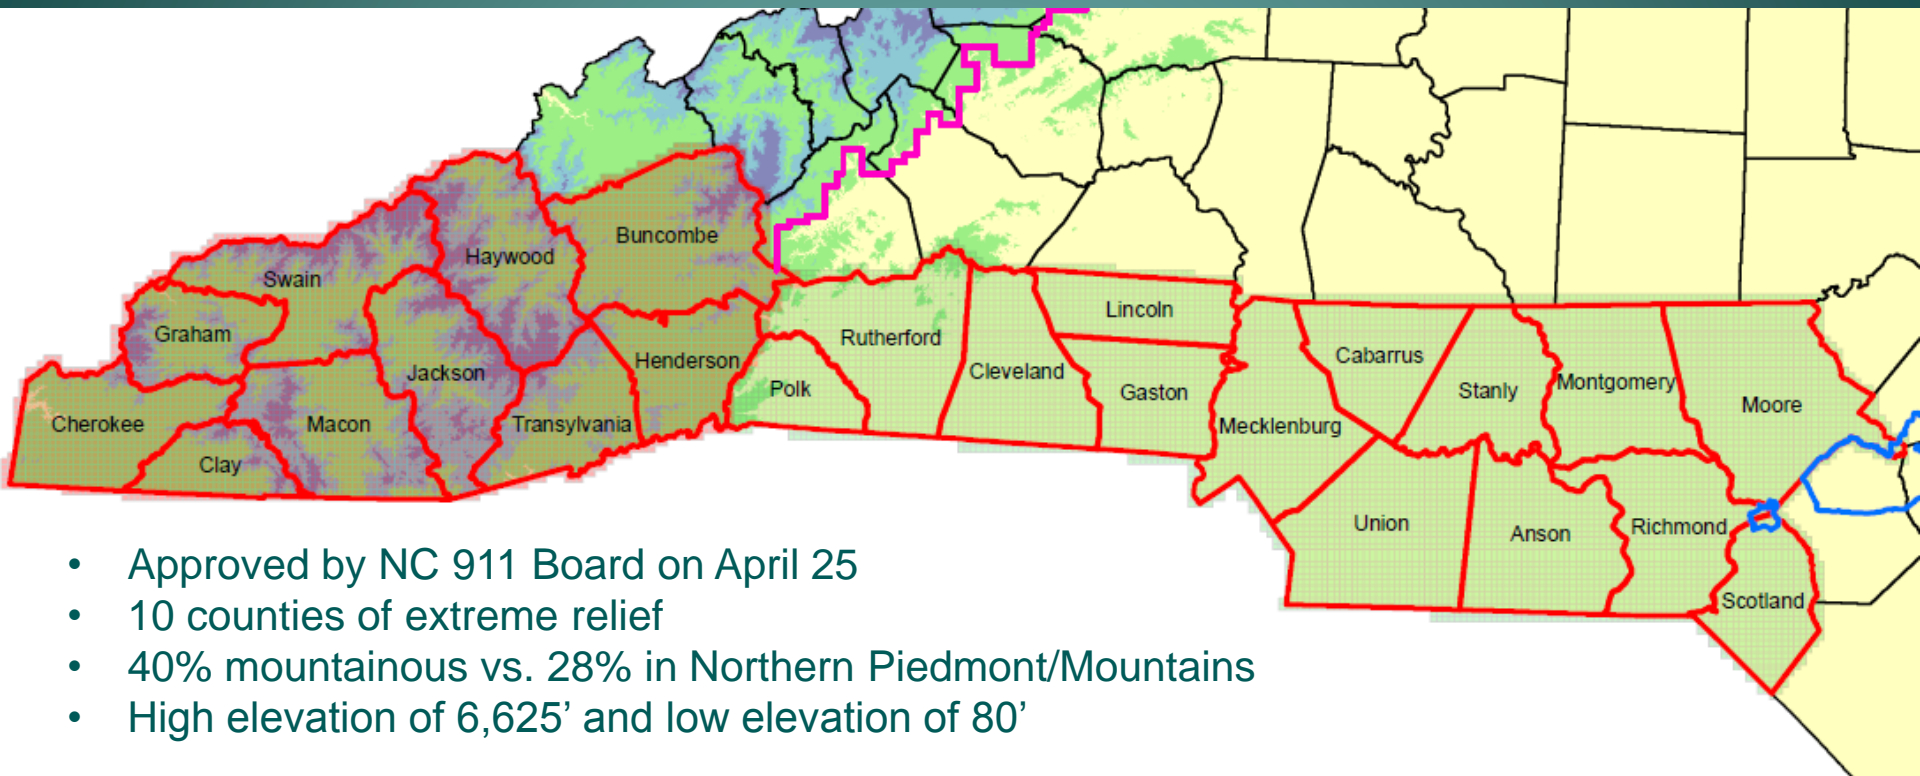 Buncombe
Haywood
Swain
Lincoln
Graham
Rutherford
Cabarrus
Henderson
Jackson
Cleveland
Montgomery
Polk
Stanly
Gaston
Moore
Cherokee
Macon
Transylvania
Mecklenburg
Clay
Union
Anson
Richmond
Scotland
• Approved by NC 911 Board on April 25
• 10 counties of extreme relief
• 40% mountainous vs. 28% in Northern Piedmont/Mountains
• High elevation of 6,625’ and low elevation of 80’